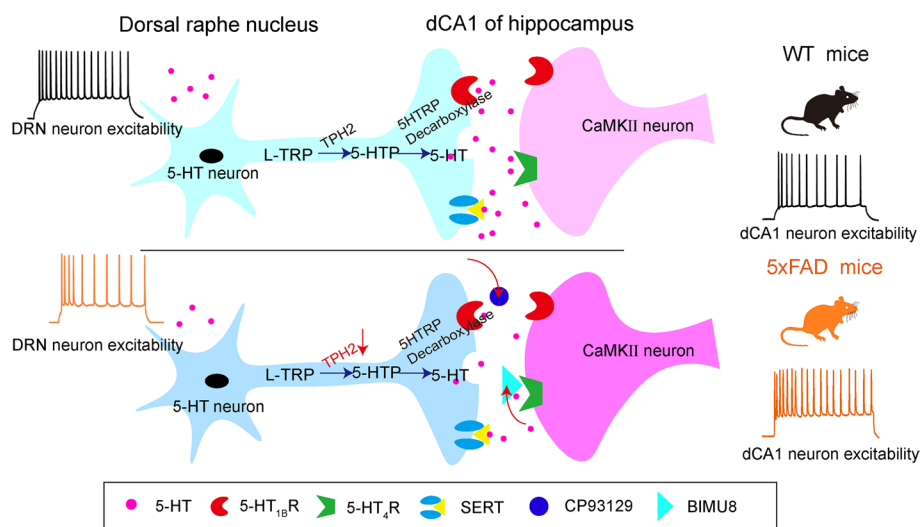 Dorsal raphe nucleus
dCA1 of hippocampus
WT mice
DRN neuron excitability
5-HT neuron
L-TRP
TPH2
5-HTP
5HTRP
Decarboxylase
5-HT
CaMKII neuron
dCA1 neuron excitability
5xFAD mice
DRN neuron excitability
5-HT neuron
L-TRP
TPH2
5-HTP
5HTRP
Decarboxylase
5-HT
CaMKII neuron
dCA1 neuron excitability
5-HT
5-HT1BR
5-HT4R
SERT
CP93129
BIMU8